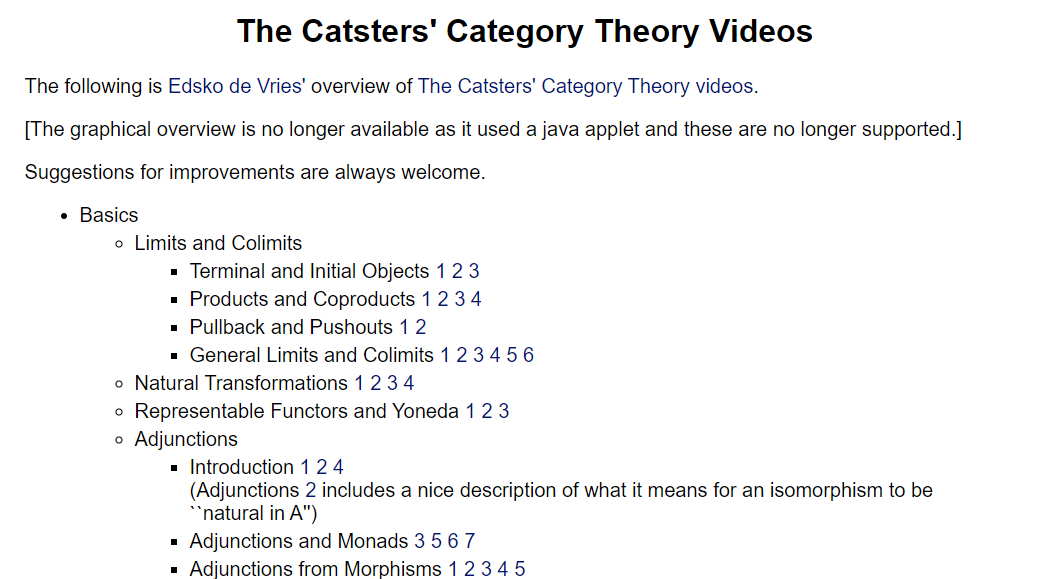 The Catsters' Category Theory Videos
The following is Edsko de Vries' overview of The Catsters' Category Theory videos.
[The graphical overview is no longer available as it used a java applet and these are no longer supported.]
Suggestions for improvements are always welcome.
Basics
Limits and Colimits
Terminal and Initial Objects 1 2 3
Products and Coproducts 1 2 3 4
Pullback and Pushouts 1 2
General Limits and Colimits 1 2 3 4 5 6
Natural Transformations 1 2 3 4
Representable Functors and Yoneda 1 2 3
Adjunctions
Introduction 1 2 4
(Adjunctions 2 includes a nice description of what it means for an isomorphism to be
``natural in A'')
Adjunctions and Monads 3 5 6 7
Adjunctions from Morphisms 1 2 3 4 5